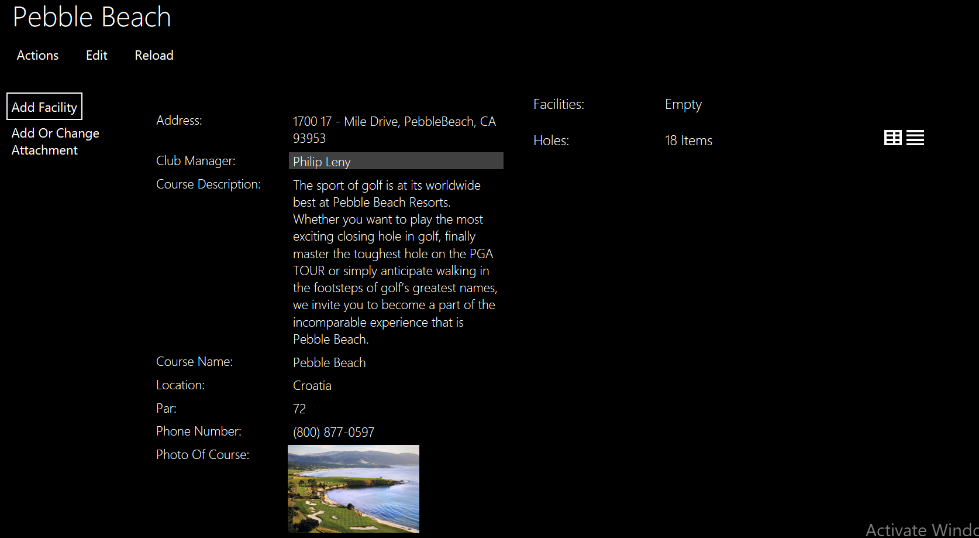 Pebble Beach
Actions Edit Reload
Add Facility
Add Or Change
Attachment
Address: 1700 17 - Mile Drive, PebbleBeach, CA
93953
Club Manager: Philip Leny
Course Description: The sport of golf is at its worldwide
best at Pebble Beach Resorts.
Whether you want to play the most
exciting closing hole in golf, finally
master the toughest hole on the PGA
TOUR or simply anticipate walking in
the footsteps of golf's greatest names,
we invite you to become a part of the
incomparable experience that is
Pebble Beach.
Course Name: Pebble Beach
Location: Croatia
Par: 72
Phone Number: (800) 877-0597
Photo Of Course:
Facilities: Empty
Holes: 18 Items
Activate Windo